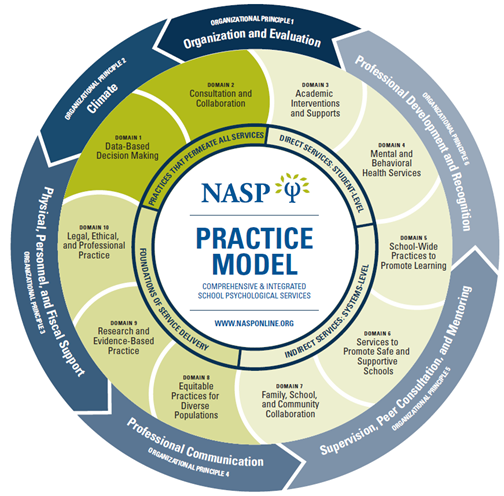 ORGANIZATIONAL PRINCIPLE 1
Organization and Evaluation
ORGANIZATIONAL PRINCIPLE 2
Climate
Physical, Personnel, and Fiscal Support
ORGANIZATIONAL PRINCIPLE 3
Professional Communication
ORGANIZATIONAL PRINCIPLE 4
Supervision, Peer Consultation, and Mentoring
ORGANIZATIONAL PRINCIPLE 5
ORGANIZATIONAL PRINCIPLE 6
Professional Development and Recognition
DOMAIN 1
Data-Based
Decision Making
DOMAIN 2
Consultation and
Collaboration
DOMAIN 3
Academic
Interventions
and Supports
DOMAIN 4
Mental and
Behavioral
Health Services
DOMAIN 5
School-Wide
Practices to
Promote Learning
DOMAIN 6
Services to
Promote Safe and
Supportive
Schools
DOMAIN 7
Family, School,
and Community
Collaboration
DOMAIN 8
Equitable
Practices for
Diverse
Populations
DOMAIN 9
Research and
Evidence-Based
Practice
DOMAIN 10
Legal, Ethical,
and Professional
Practice
PRACTICES THAT PERMEATE ALL SERVICES
DIRECT SERVICES: STUDENT-LEVEL
INDIRECT SERVICES: SYSTEMS-LEVEL
FOUNDATIONS OF SERVICE DELIVERY
NASP
PRACTICE
MODEL
COMPREHENSIVE & INTEGRATED
SCHOOL PSYCHOLOGICAL SERVICES
WWW.NASPONLINE.ORG